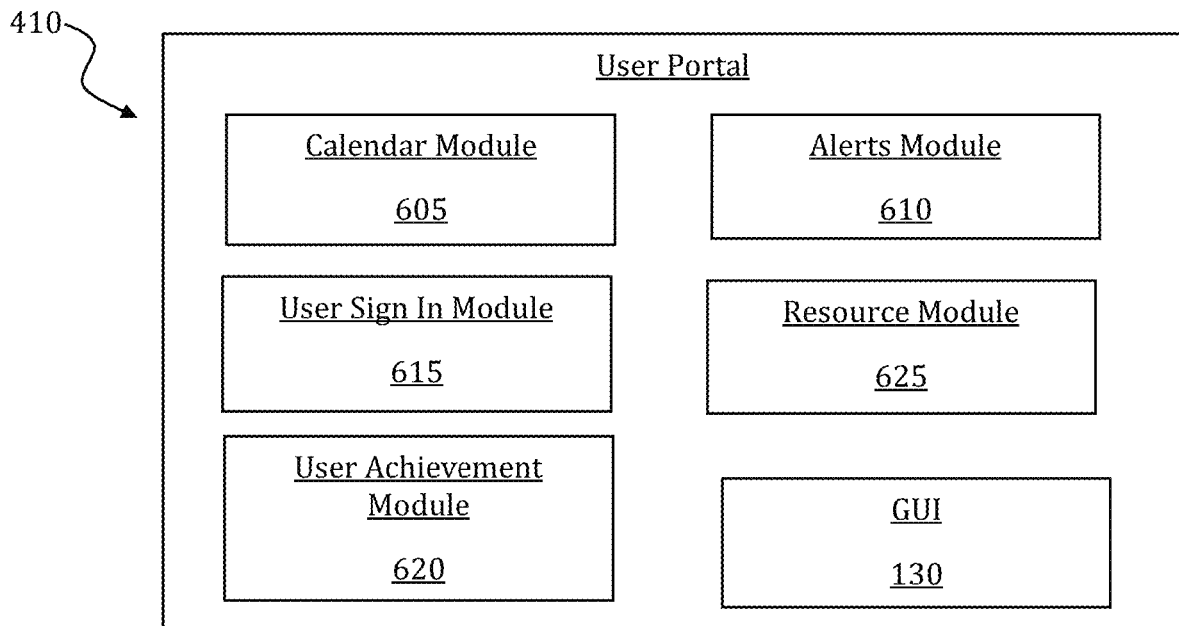 410
User Portal
Calendar Module
605
Alerts Module
610
User Sign In Module
615
Resource Module
625
User Achievement
Module
620
GUI
130